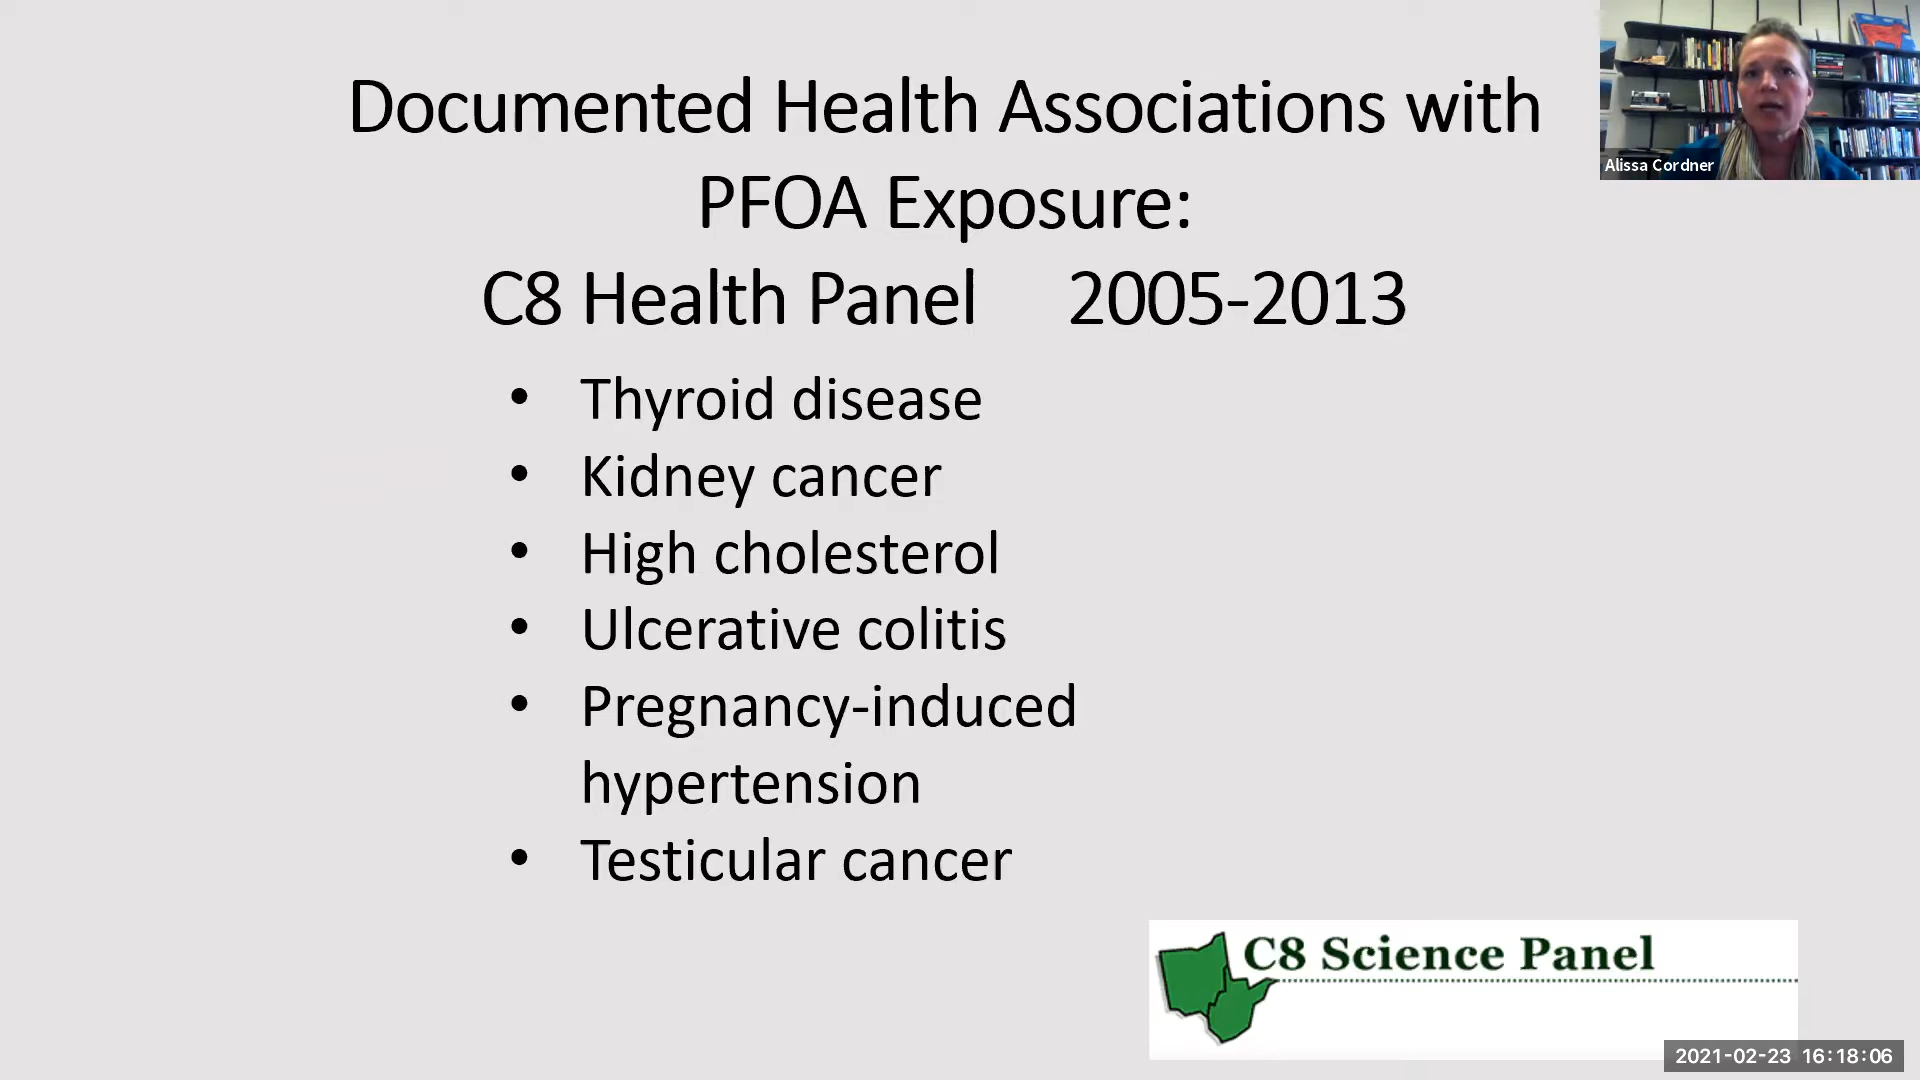 Documented Health Associations with
PFOA Exposure:
C8 Health Panel 2005-2013
• Thyroid disease
• Kidney cancer
• High cholesterol
• Ulcerative colitis
• Pregnancy-induced
hypertension
• Testicular cancer
Alissa Cordner
C8 Science Panel
2021-02-23 16:18:06